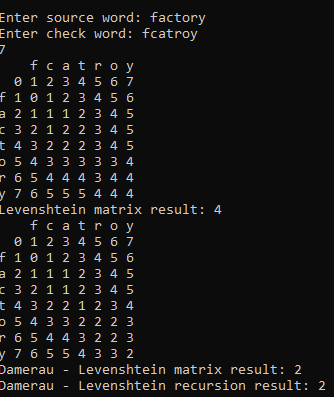 Enter source word: factory
Enter check word: fcatroy
7
f c a t r o y
0 1 2 3 4 5 6 7
f 1 0 1 2 3 4 5 6
a 2 1 1 1 2 3 4 5
c 3 2 1 2 2 3 4 5
t 4 3 2 2 2 3 4 5
o 5 4 3 3 3 3 3 4
r 6 5 4 4 4 3 4 4
y 7 6 5 5 5 4 4 4
Levenshtein matrix result: 4
f c a t r o y
0 1 2 3 4 5 6 7
f 1 0 1 2 3 4 5 6
a 2 1 1 1 2 3 4 5
c 3 2 1 1 2 3 4 5
t 4 3 2 2 1 2 3 4
o 5 4 3 3 2 2 2 3
r 6 5 4 4 3 2 2 3
y 7 6 5 5 4 3 3 2
Damerau - Levenshtein matrix result: 2
Damerau - Levenshtein recursion result: 2